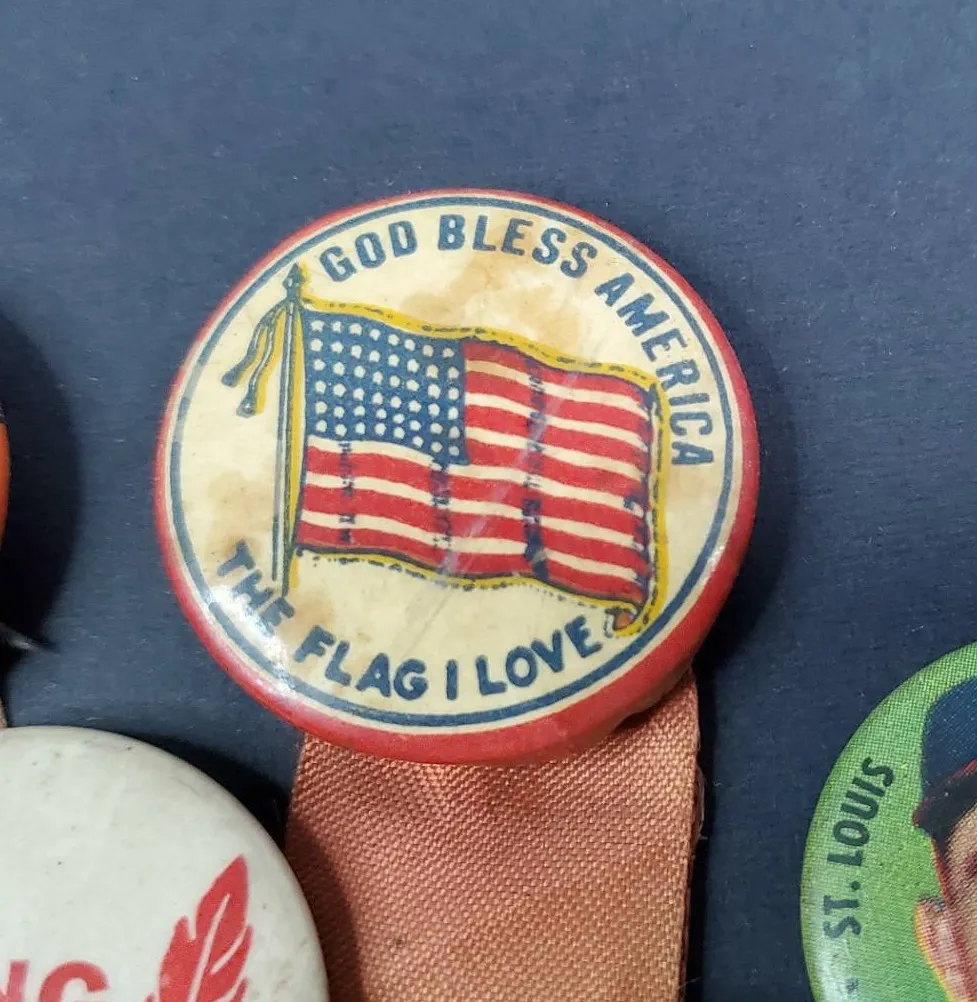 GOD BLESS AMERICA
THE FLAG I LOVE
ST. LOUIS